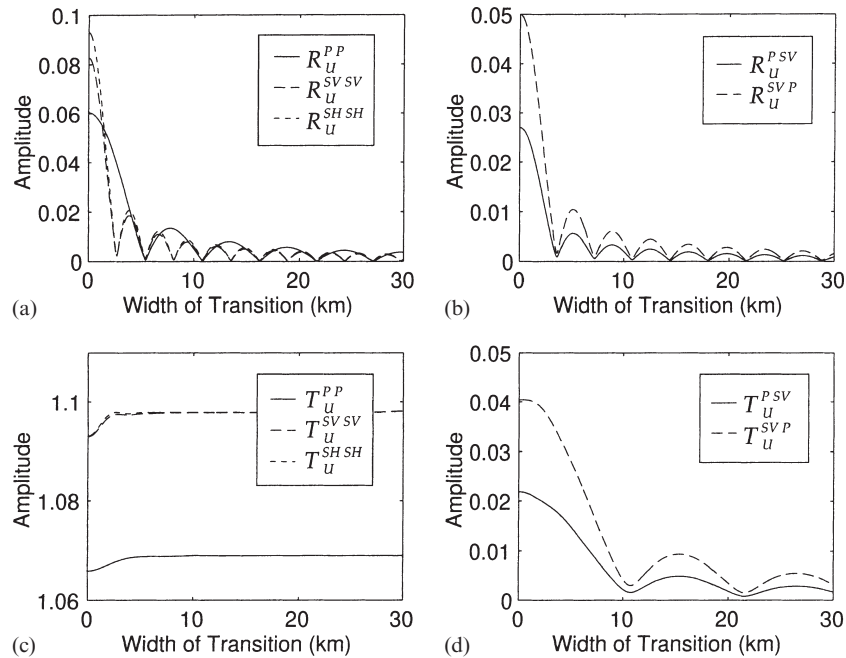 0.1
0.08
0.06
0.04
0.02
0
Amplitude
R_U^{PP}
R_U^{SV SV}
R_U^{SH SH}
0 10 20 30
Width of Transition (km)
(a)
0.05
0.04
0.03
0.02
0.01
0
Amplitude
R_U^{P SV}
R_U^{SV P}
0 10 20 30
Width of Transition (km)
(b)
1.1
1.08
1.06
Amplitude
T_U^{PP}
T_U^{SV SV}
T_U^{SH SH}
0 10 20 30
Width of Transition (km)
(c)
0.05
0.04
0.03
0.02
0.01
0
Amplitude
T_U^{P SV}
T_U^{SV P}
0 10 20 30
Width of Transition (km)
(d)